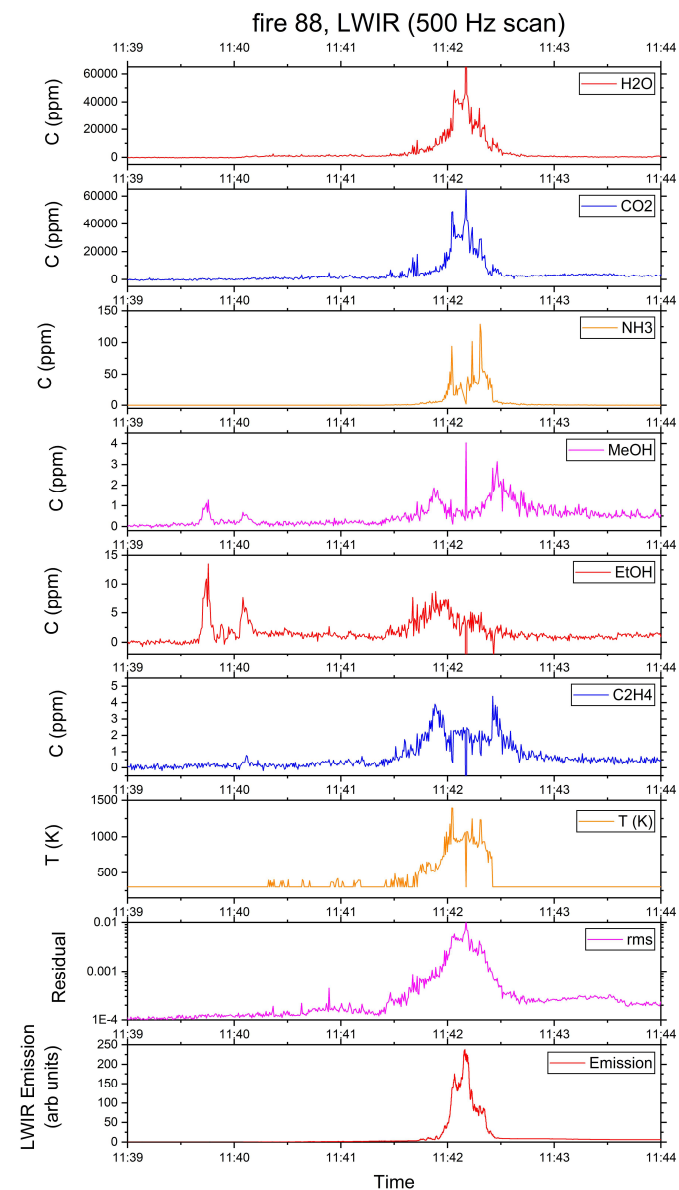 fire 88, LWIR (500 Hz scan)
11:39 11:40 11:41 11:42 11:43 11:44
60000
40000
20000
0
C (ppm)
H2O
11:39 11:40 11:41 11:42 11:43 11:44
60000
40000
20000
0
C (ppm)
CO2
11:39 11:40 11:41 11:42 11:43 11:44
150
100
50
0
C (ppm)
NH3
11:39 11:40 11:41 11:42 11:43 11:44
4
3
2
1
0
C (ppm)
MeOH
11:39 11:40 11:41 11:42 11:43 11:44
15
10
5
0
C (ppm)
EtOH
11:39 11:40 11:41 11:42 11:43 11:44
5
4
3
2
1
0
C (ppm)
C2H4
11:39 11:40 11:41 11:42 11:43 11:44
1500
1000
500
T (K)
T (K)
11:39 11:40 11:41 11:42 11:43 11:44
0.01
0.001
1E-4
Residual
rms
11:39 11:40 11:41 11:42 11:43 11:44
250
200
150
100
50
0
LWIR Emission
(arb units)
Emission
11:39 11:40 11:41 11:42 11:43 11:44
Time